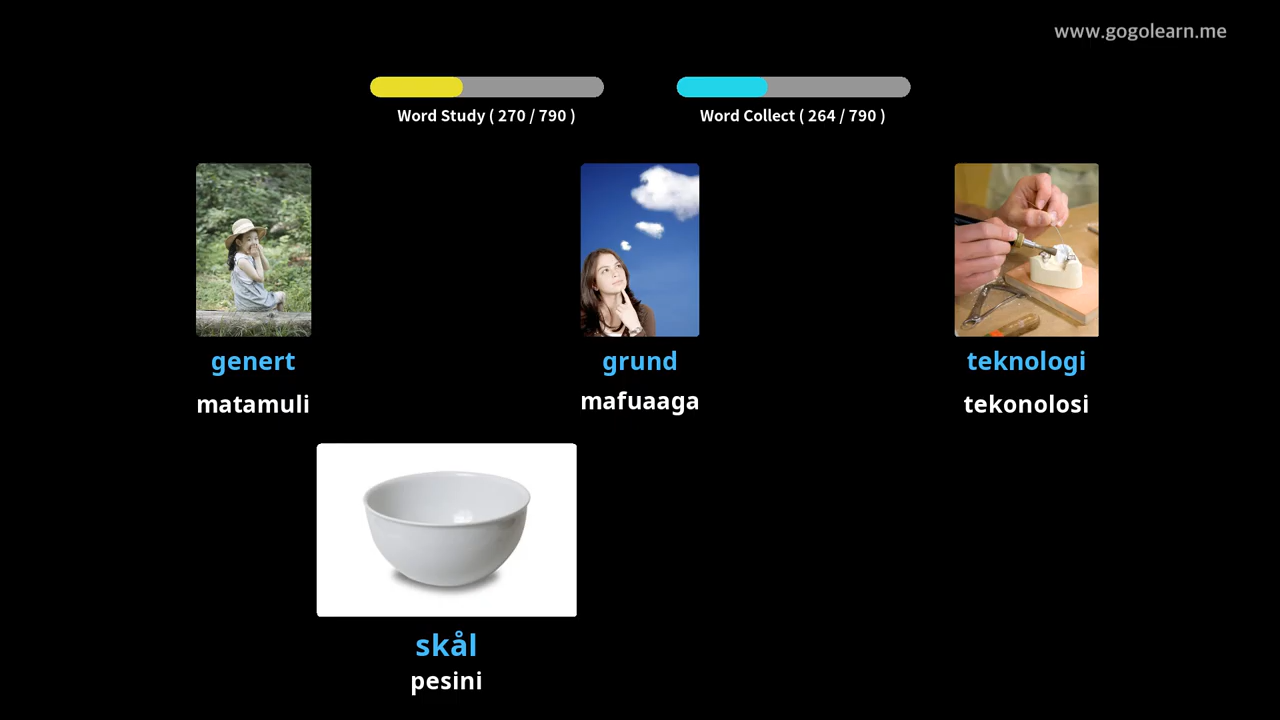 www.gogolearn.me
Word Study ( 270 / 790 )
Word Collect ( 264 / 790 )
genert
grund
teknologi
matamuli
mafuaaga
tekonolosi
skål
pesini